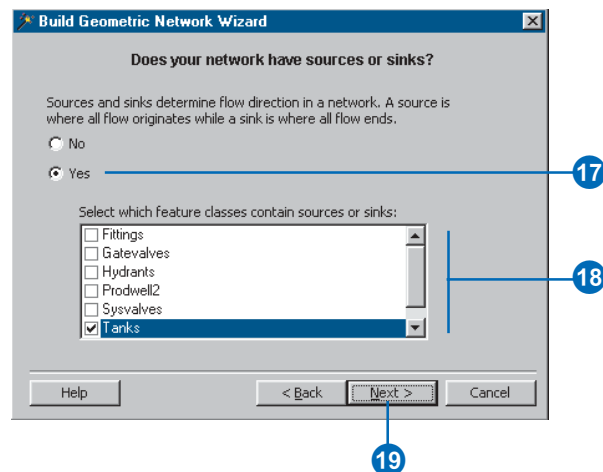 Build Geometric Network Wizard
Does your network have sources or sinks?
Sources and sinks determine flow direction in a network. A source is
where all flow originates while a sink is where all flow ends.
No
Yes
17
Select which feature classes contain sources or sinks:
Fittings
Gatevalves
Hydrants
Prodwell2
Sysvalves
Tanks
18
Help
< Back
Next >
Cancel
19